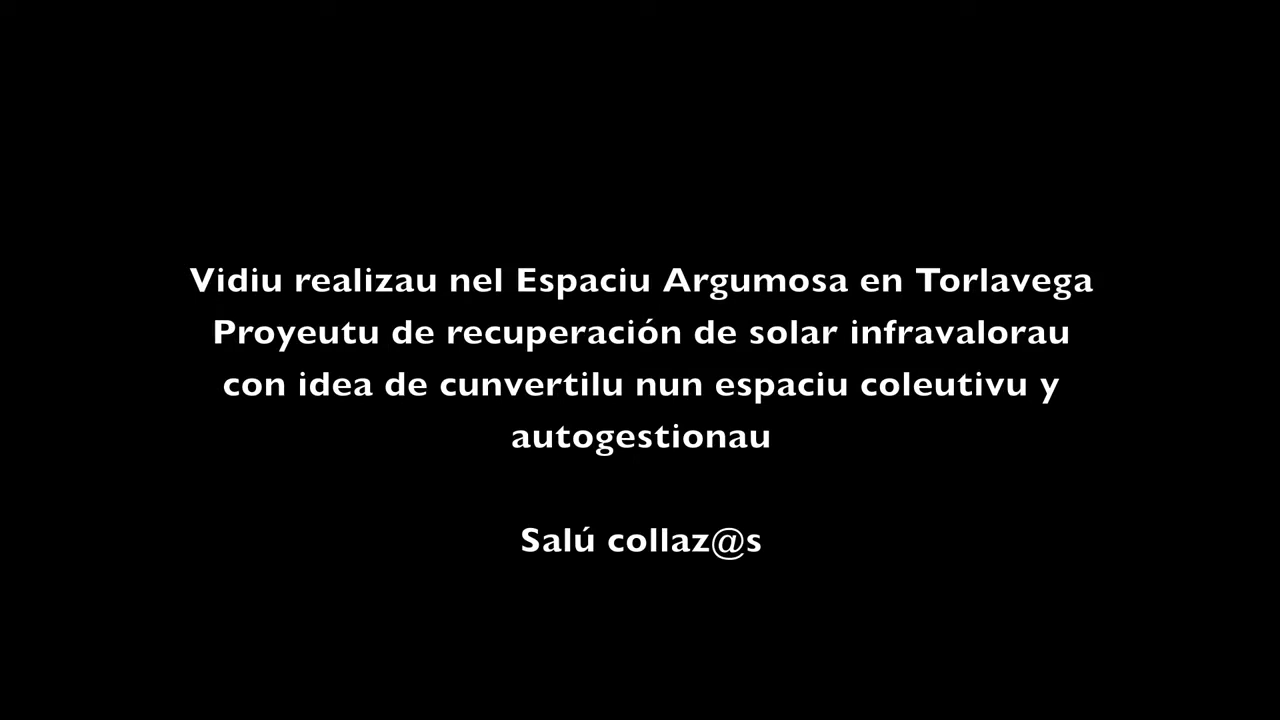 Vidiu realizau nel Espaciu Argumosa en Torlavega
Proyeutu de recuperación de solar infravalorau
con idea de cunvertilu nun espaciu coleutivu y
autogestionau
Salú collaz@s